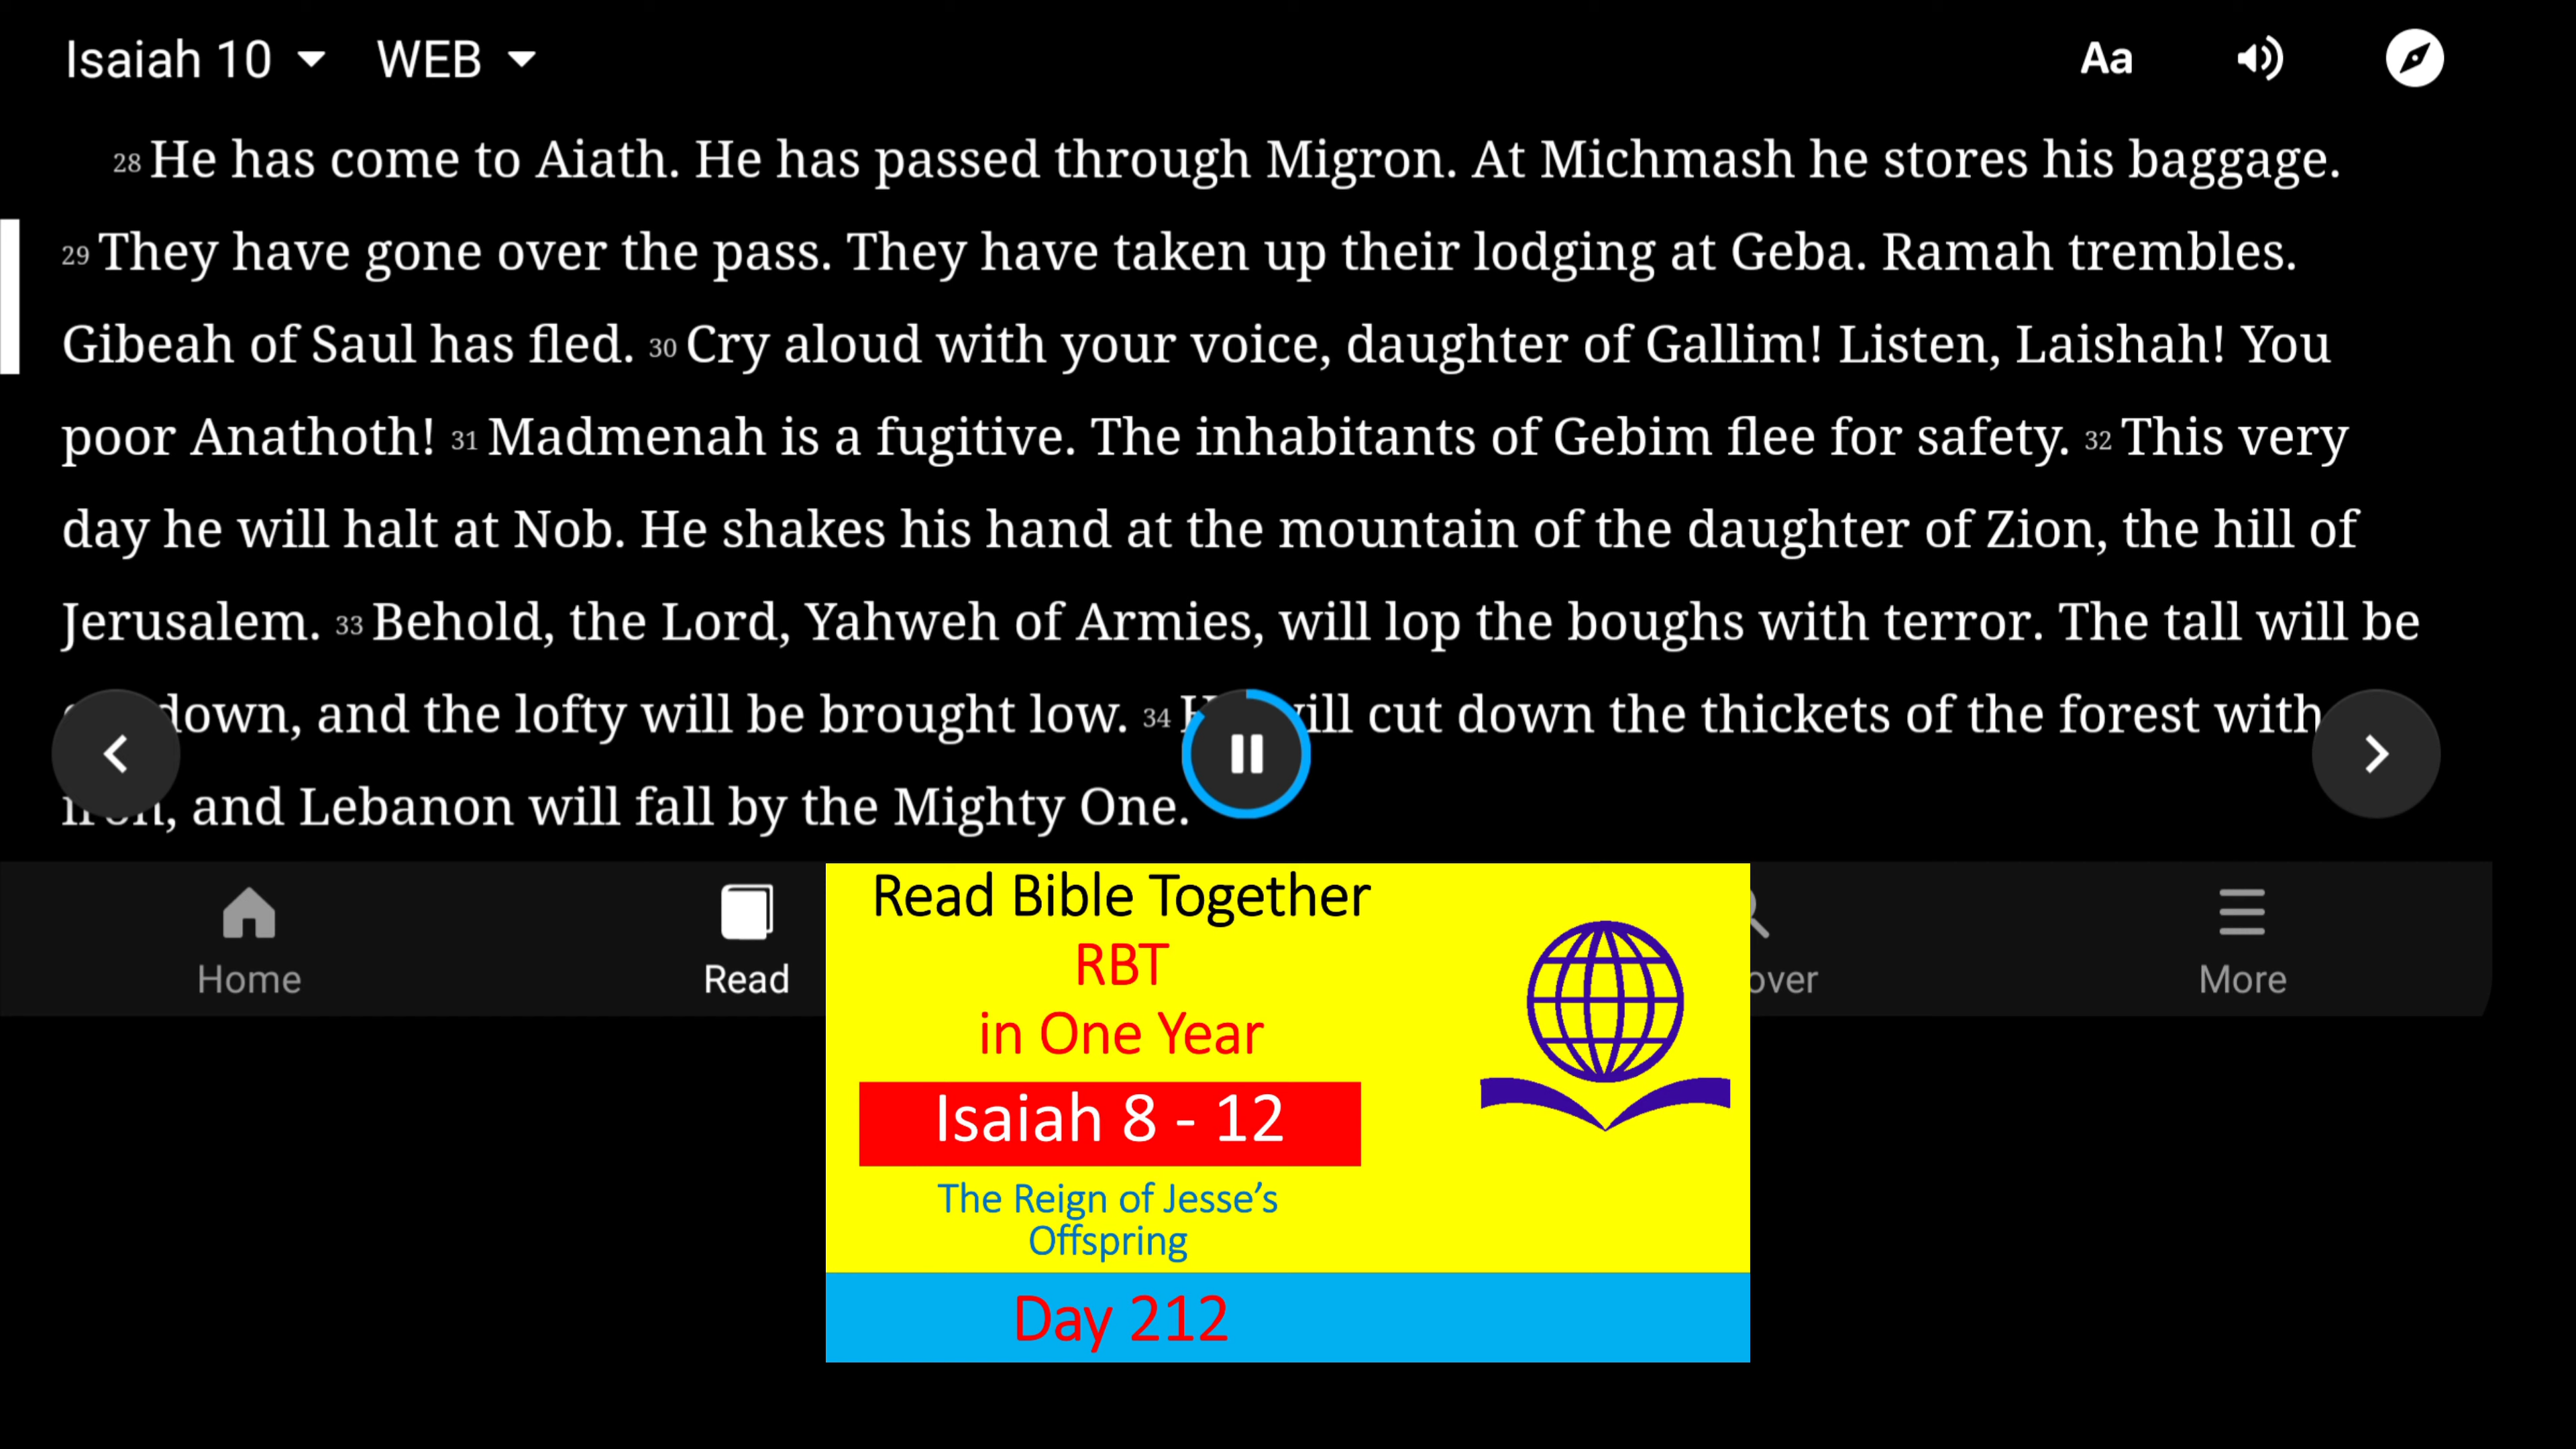 Isaiah 10 WEB Aa
28 He has come to Aiath. He has passed through Migron. At Michmash he stores his baggage.
29 They have gone over the pass. They have taken up their lodging at Geba. Ramah trembles.
Gibeah of Saul has fled. 30 Cry aloud with your voice, daughter of Gallim! Listen, Laishah! You
poor Anathoth! 31 Madmenah is a fugitive. The inhabitants of Gebim flee for safety. 32 This very
day he will halt at Nob. He shakes his hand at the mountain of the daughter of Zion, the hill of
Jerusalem. 33 Behold, the Lord, Yahweh of Armies, will lop the boughs with terror. The tall will be
down, and the lofty will be brought low. 34 will cut down the thickets of the forest with
, and Lebanon will fall by the Mighty One.
Home Read over More
Read Bible Together
RBT
in One Year
Isaiah 8 - 12
The Reign of Jesse’s
Offspring
Day 212